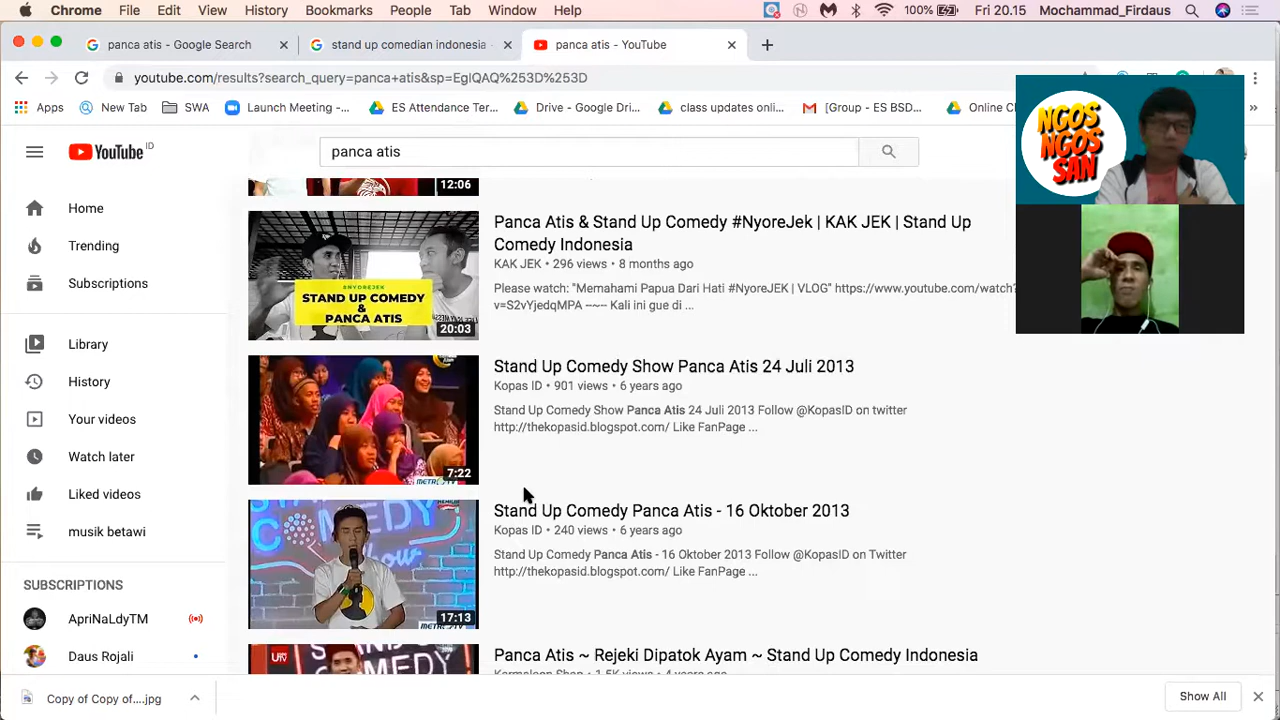 Chrome File Edit View History Bookmarks People Tab Window Help 100% Fri 20.15 Mochammad_Firdaus
panca atis - Google Search
stand up comedian indonesia
panca atis - YouTube
youtube.com/results?search_query=panca+atis&sp=EgIQAQ%253D%253D
Apps New Tab SWA Launch Meeting -... ES Attendance Ter... Drive - Google Dri... class updates onli... [Group - ES BSD... Online C
YouTube ID
panca atis
NGOS
NGOS
SAN
Home
Trending
Subscriptions
Library
History
Your videos
Watch later
Liked videos
musik betawi
SUBSCRIPTIONS
ApriNaLdyTM
Daus Rojali
12:06
#NYOREJEK
STAND UP COMEDY
&
PANCA ATIS
20:03
Panca Atis & Stand Up Comedy #NyoreJek | KAK JEK | Stand Up
Comedy Indonesia
KAK JEK • 296 views • 8 months ago
Please watch: "Memahami Papua Dari Hati #NyoreJEK | VLOG" https://www.youtube.com/watch?
v=S2vYjedqMPA --~-- Kali ini gue di ...
7:22
Stand Up Comedy Show Panca Atis 24 Juli 2013
Kopas ID • 901 views • 6 years ago
Stand Up Comedy Show Panca Atis 24 Juli 2013 Follow @KopasID on twitter
http://thekopasid.blogspot.com/ Like FanPage ...
17:13
Stand Up Comedy Panca Atis - 16 Oktober 2013
Kopas ID • 240 views • 6 years ago
Stand Up Comedy Panca Atis - 16 Oktober 2013 Follow @KopasID on Twitter
http://thekopasid.blogspot.com/ Like FanPage ...
Panca Atis ~ Rejeki Dipatok Ayam ~ Stand Up Comedy Indonesia
Copy of Copy of....jpg
Show All